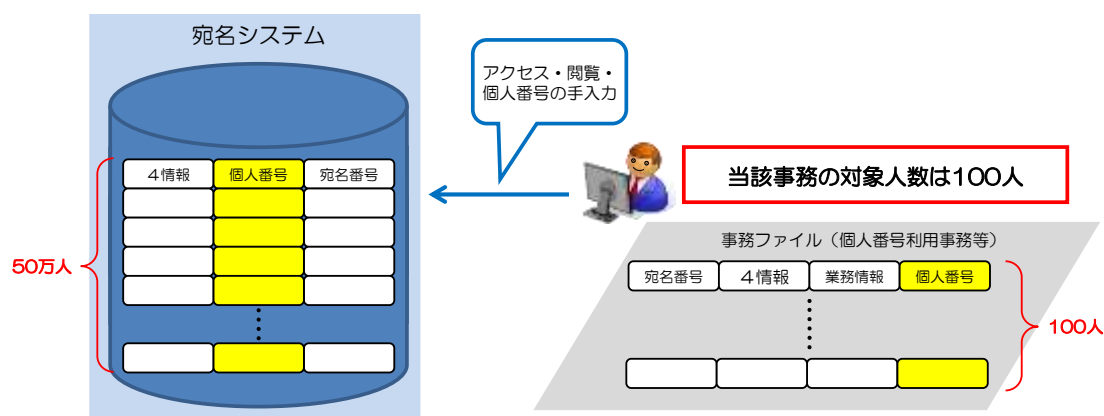 宛名システム
アクセス・閲覧・
個人番号の手入力
4情報 個人番号 宛名番号
50万人
当該事務の対象人数は100人
事務ファイル（個人番号利用事務等）
宛名番号 4情報 業務情報 個人番号
100人